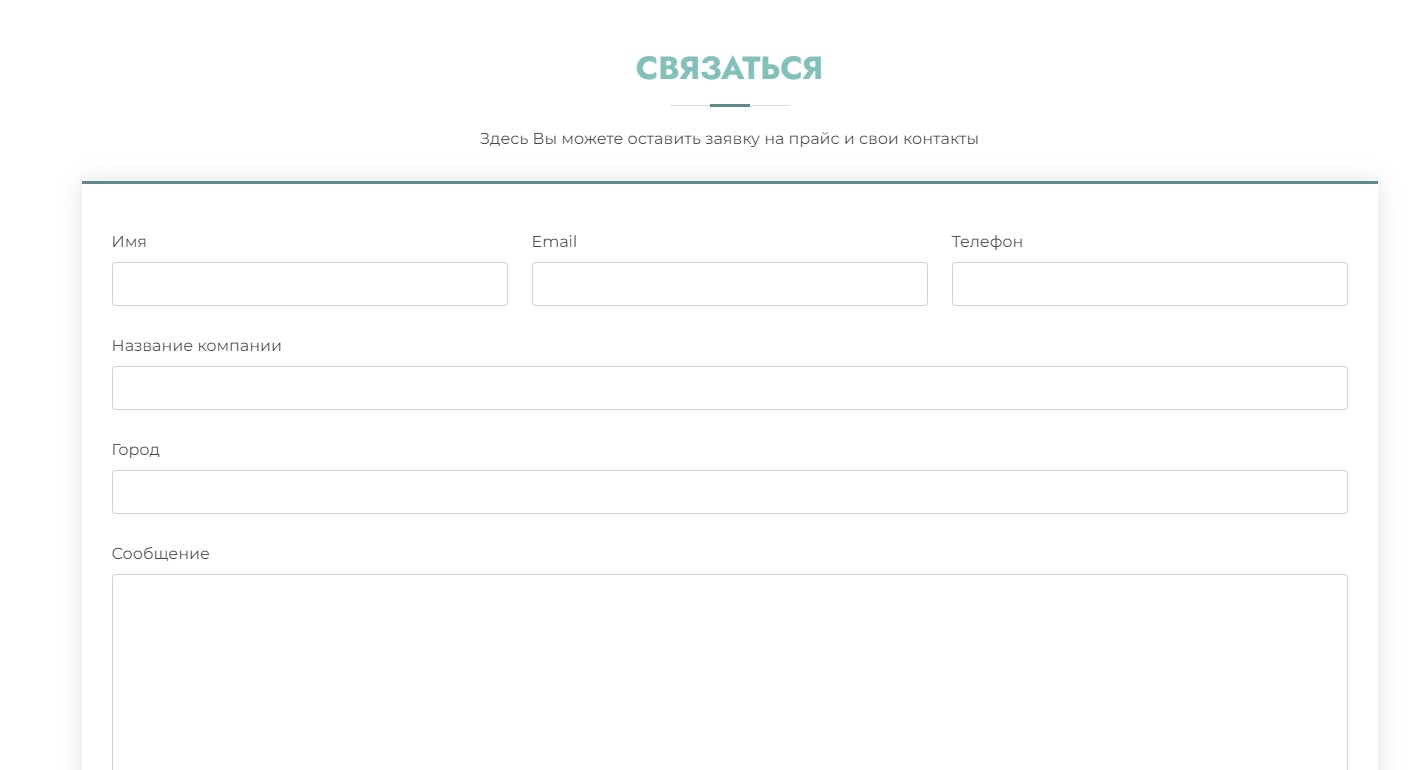 СВЯЗАТЬСЯ
Здесь Вы можете оставить заявку на прайс и свои контакты
Имя
Email
Телефон
Название компании
Город
Сообщение